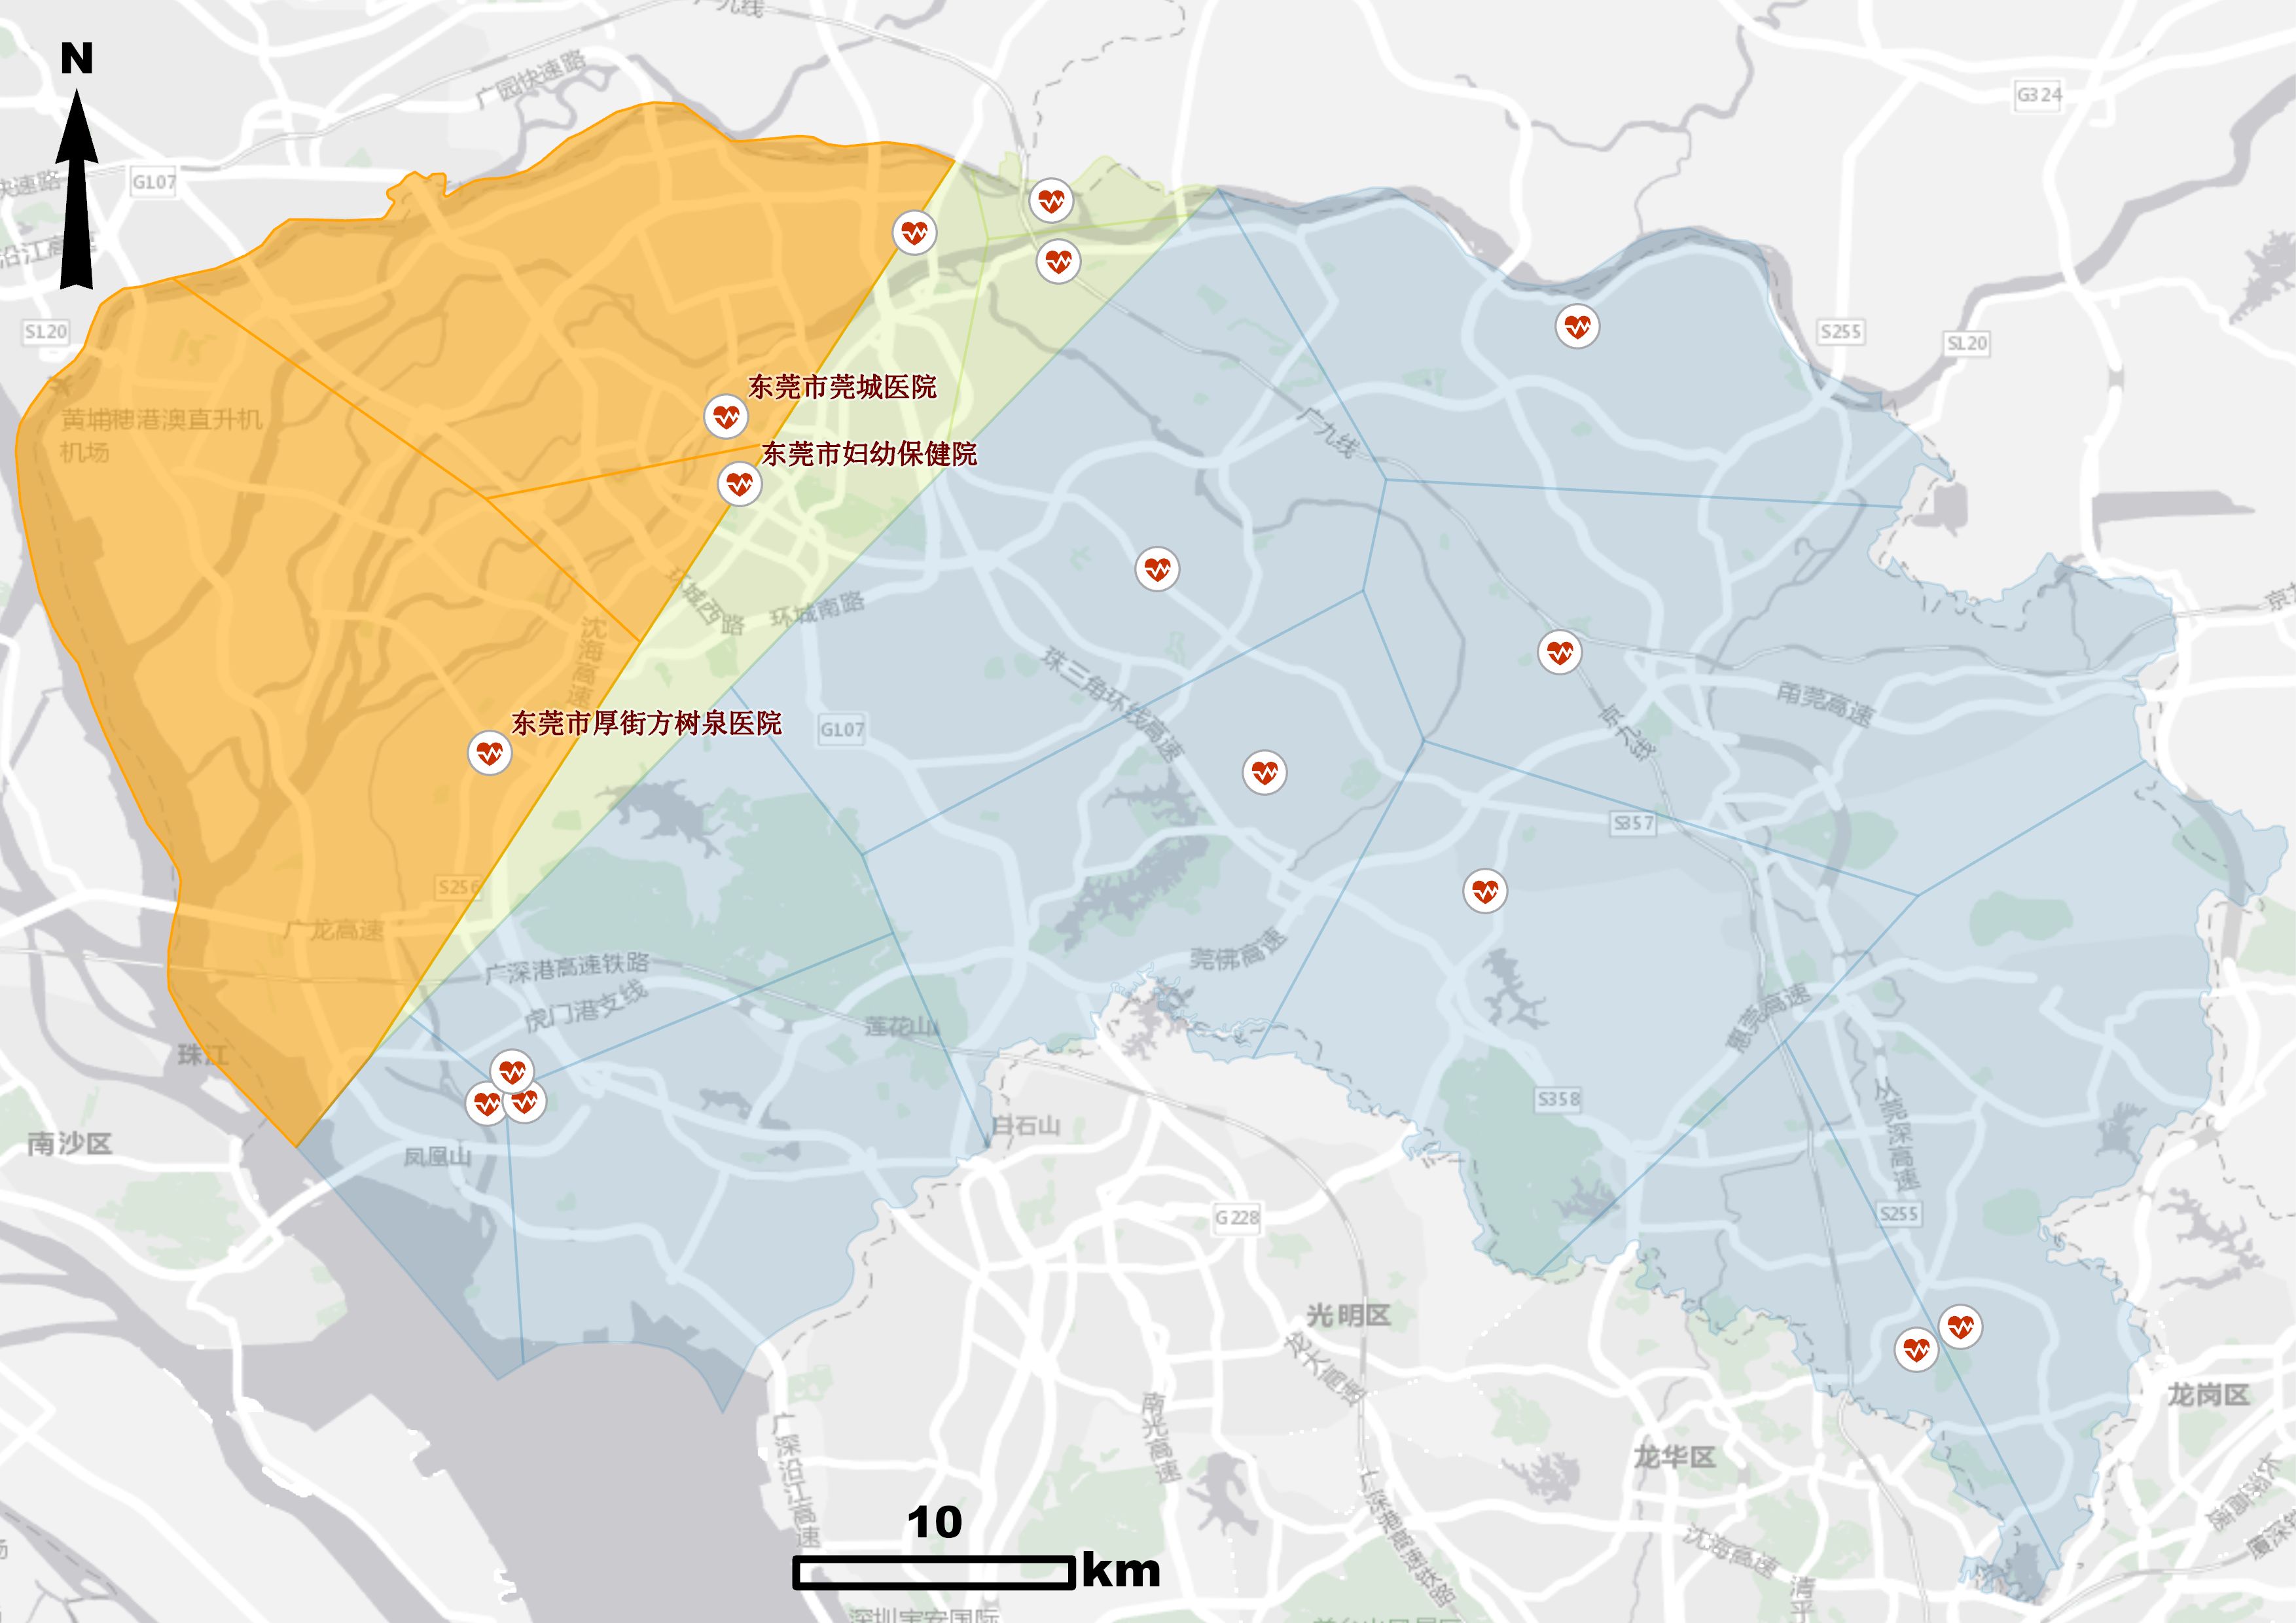 广九线
广园快速路
N
G324
快速路
G107
沿江高
S120
S255
S120
黄埔穗港澳直升机
机场
东莞市莞城医院
广九线
东莞市妇幼保健院
环城西路
环城南路
沈海高速
珠三角环线高速
甬莞高速
东莞市厚街方树泉医院
G107
京九线
S357
S256
广龙高速
莞佛高速
广深港高速铁路
虎门港支线
惠莞高速
莲花山
珠江
从莞深高速
S358
白石山
南沙区
凤凰山
G228
S255
光明区
龙大高速
龙岗区
南光高速
广深沿江高速
龙华区
广深港高速铁路
10
km
沈海高速
清平
深圳宝安国际